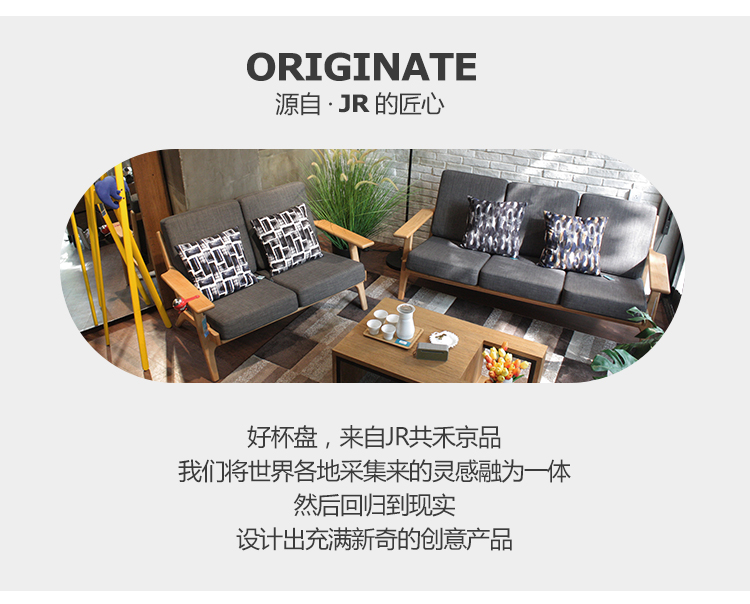 ORIGINATE
源自·JR的匠心
好杯盘，来自JR共禾京品
我们将世界各地采集来的灵感融为一体
然后回归到现实
设计出充满新奇的创意产品